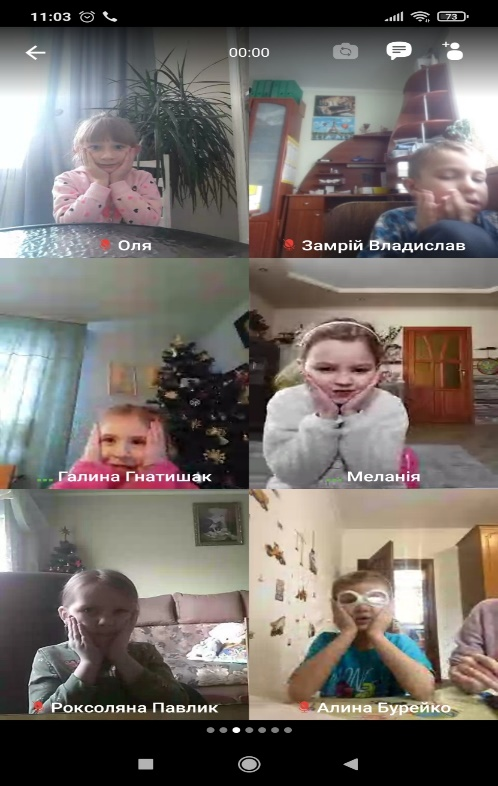 11:03
73
00:00
Оля
Замрій Владислав
Галина Гнатишак
Меланія
Роксоляна Павлик
Алина Бурейко